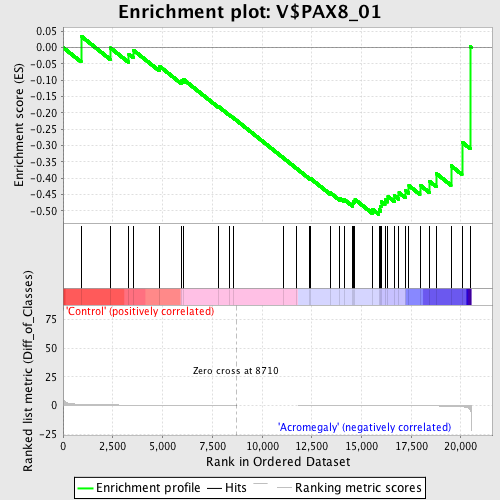 Enrichment plot: V$PAX8_01
Enrichment score (ES)
0.05
0.00
-0.05
-0.10
-0.15
-0.20
-0.25
-0.30
-0.35
-0.40
-0.45
-0.50
'Control' (positively correlated)
Ranked list metric (Diff_of_Classes)
75
50
25
0
-25
Zero cross at 8710
'Acromegaly' (negatively correlated)
0 2,500 5,000 7,500 10,000 12,500 15,000 17,500 20,000
Rank in Ordered Dataset
Enrichment profile Hits Ranking metric scores